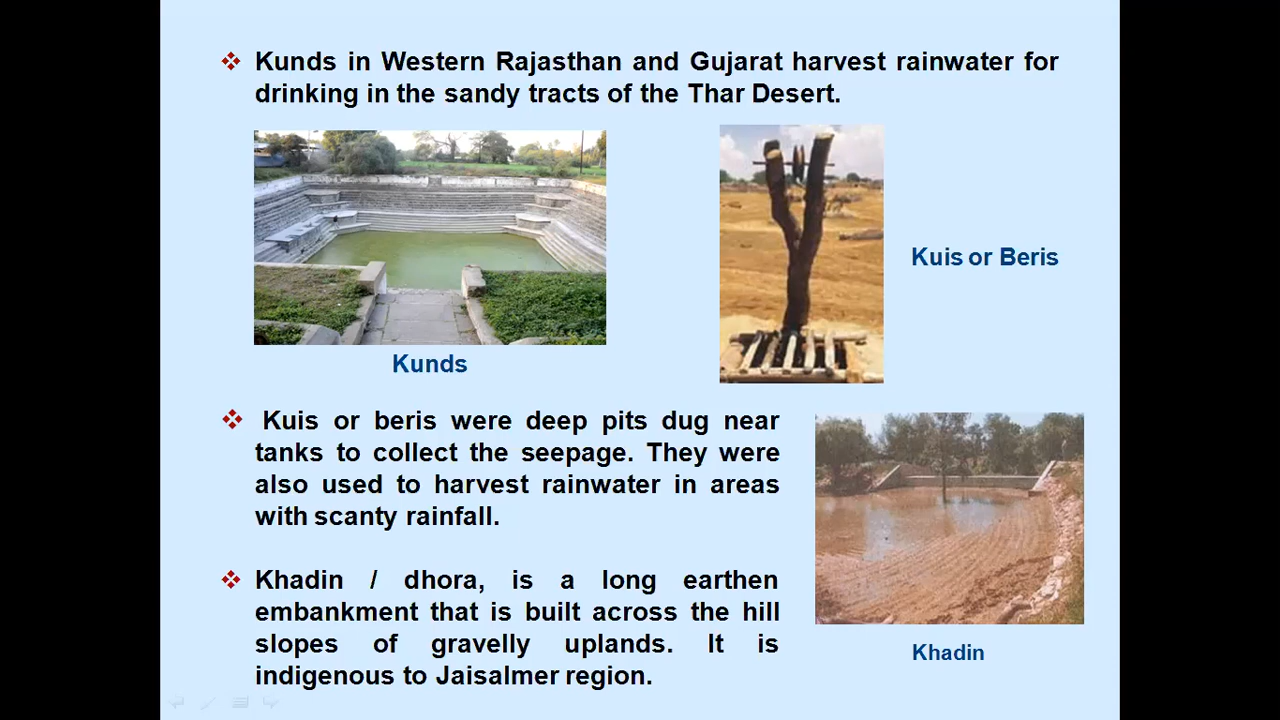 Kunds in Western Rajasthan and Gujarat harvest rainwater for
drinking in the sandy tracts of the Thar Desert.
Kuis or Beris
Kunds
Kuis or beris were deep pits dug near
tanks to collect the seepage. They were
also used to harvest rainwater in areas
with scanty rainfall.
Khadin / dhora, is a long earthen
embankment that is built across the hill
slopes of gravelly uplands. It is
indigenous to Jaisalmer region.
Khadin